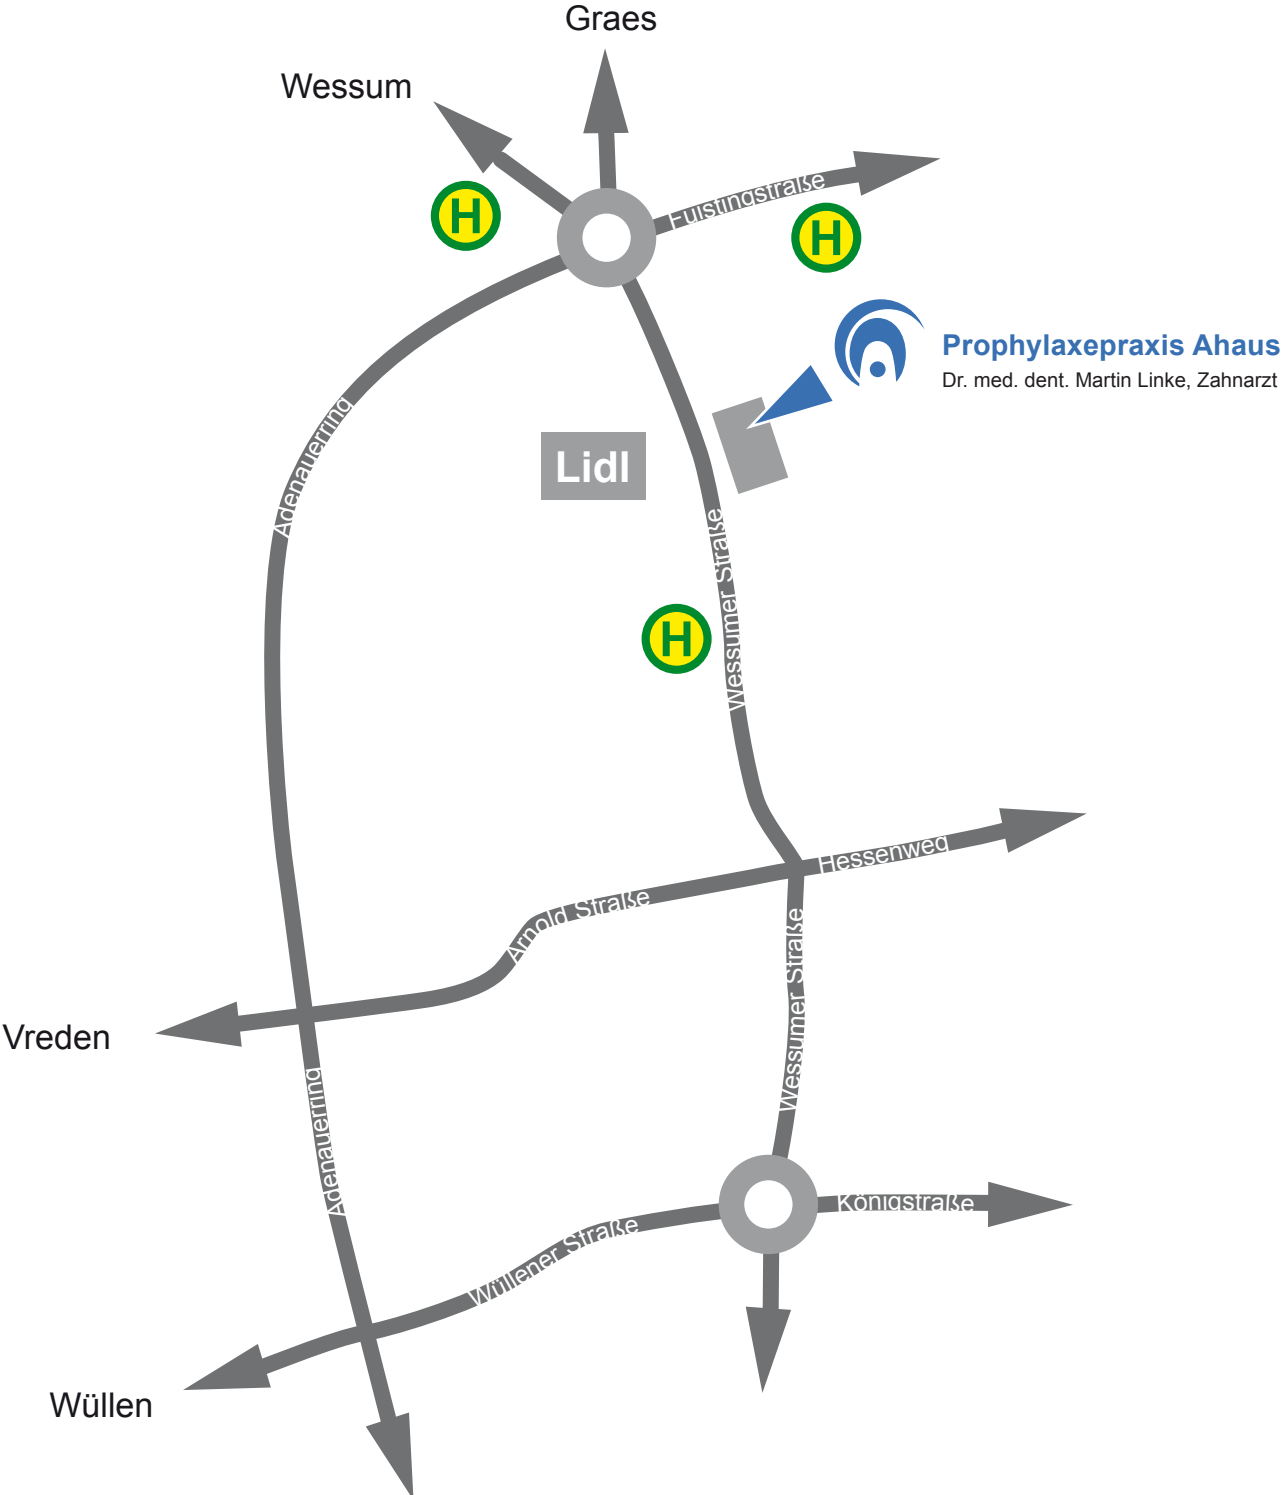 Graes
Wessum
H
Fuistingstraße
H
Prophylaxepraxis Ahaus
Dr. med. dent. Martin Linke, Zahnarzt
Adenauerring
Lidl
Wessumer Straße
H
Hessenweg
Arnold Straße
Wessumer Straße
Vreden
Adenauerring
Königstraße
Wüllener Straße
Wüllen